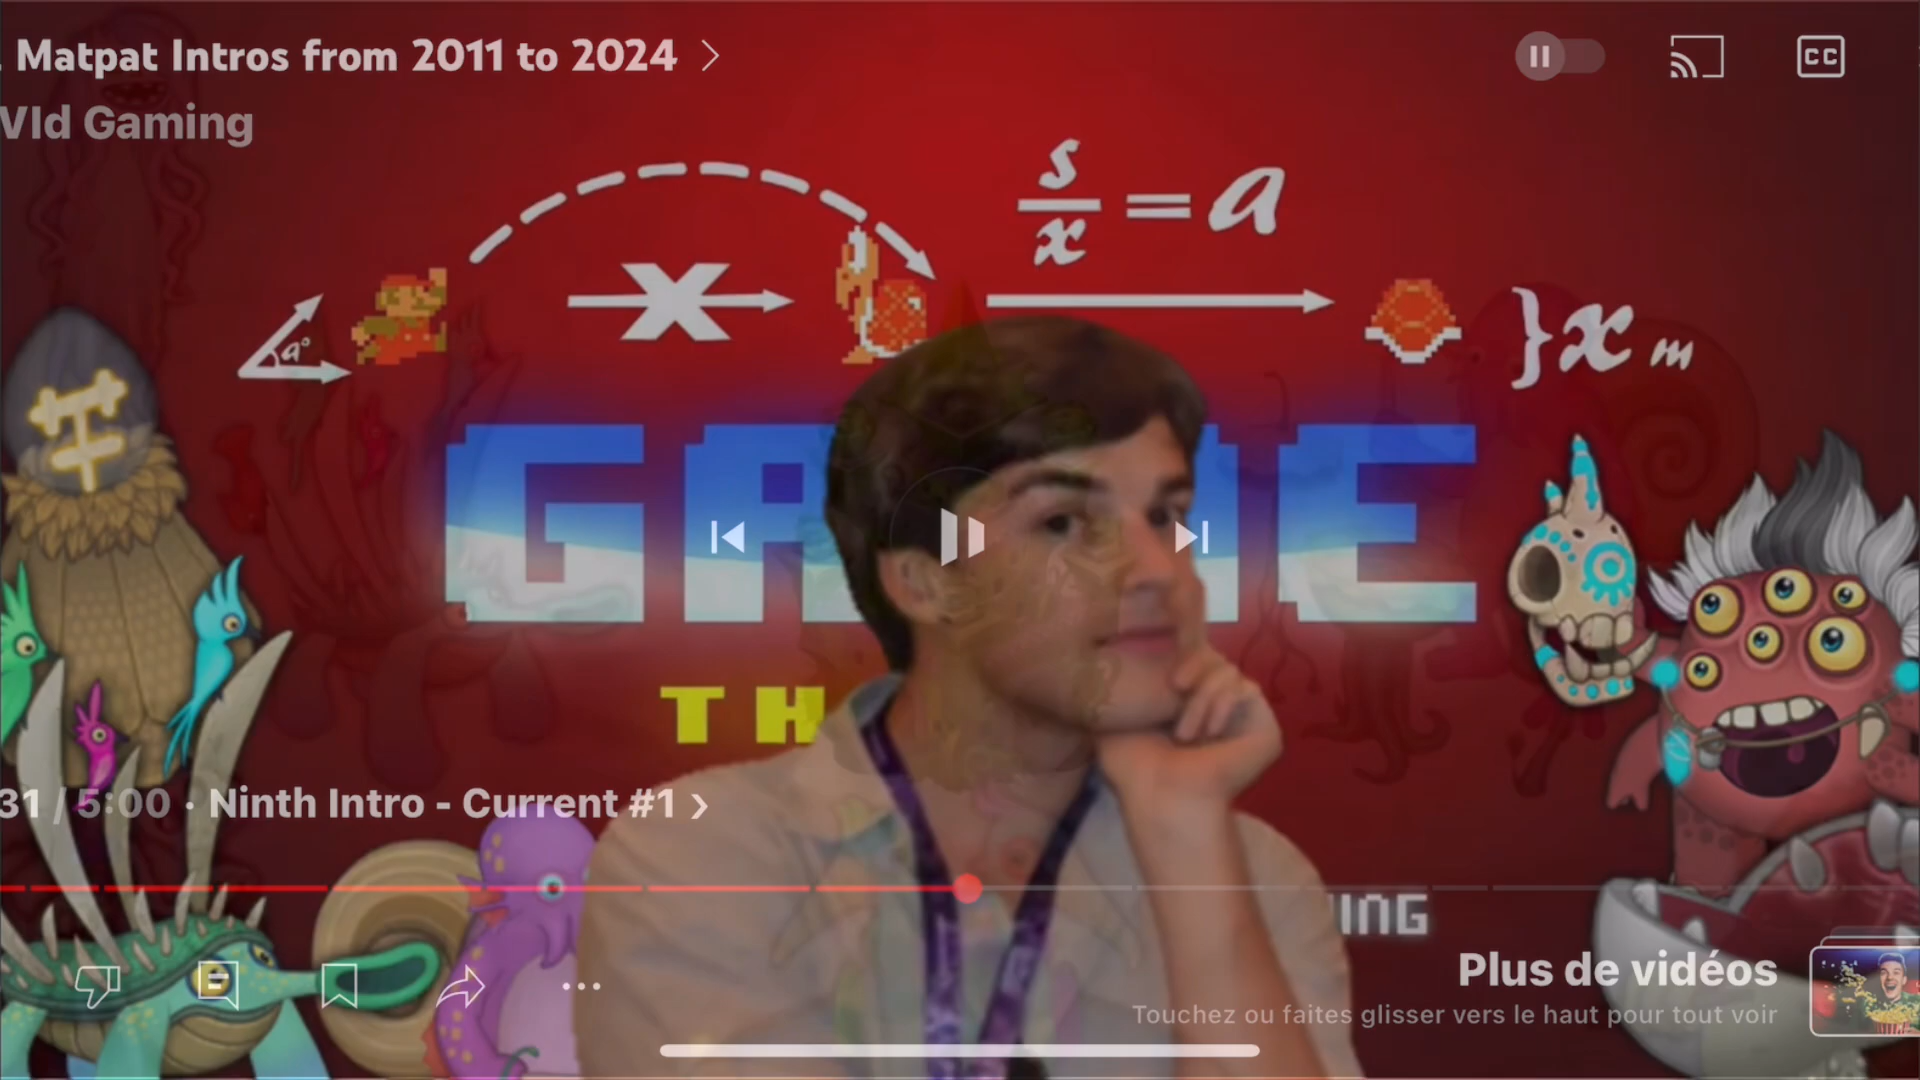 Matpat Intros from 2011 to 2024
VId Gaming
CC
s
x = a
a°
X
}x m
GA E
TH
31 / 5:00 · Ninth Intro - Current #1
ING
Plus de vidéos
Touchez ou faites glisser vers le haut pour tout voir